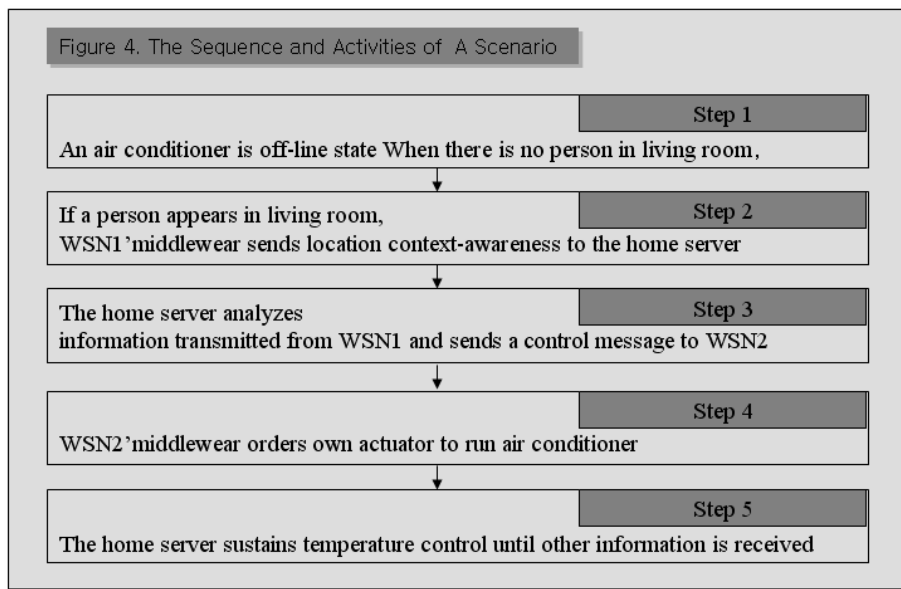 Figure 4. The Sequence and Activities of A Scenario
Step 1
An air conditioner is off-line state When there is no person in living room,
Step 2
If a person appears in living room,
WSN1’middlewear sends location context-awareness to the home server
Step 3
The home server analyzes
information transmitted from WSN1 and sends a control message to WSN2
Step 4
WSN2’middlewear orders own actuator to run air conditioner
Step 5
The home server sustains temperature control until other information is received